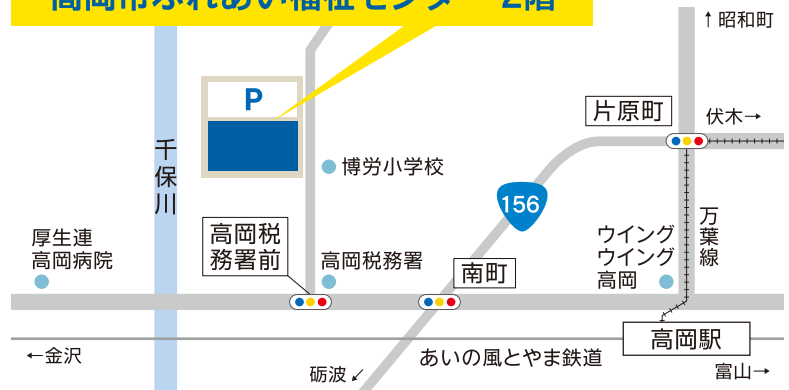 高岡市ふれあい福祉センター 2階
↑昭和町
P
片原町
伏木→
千保川
博労小学校
156
万葉線
厚生連
高岡病院
高岡税
務署前
高岡税務署
南町
ウイング
ウイング
高岡
高岡駅
←金沢
あいの風とやま鉄道
砺波↙
富山→